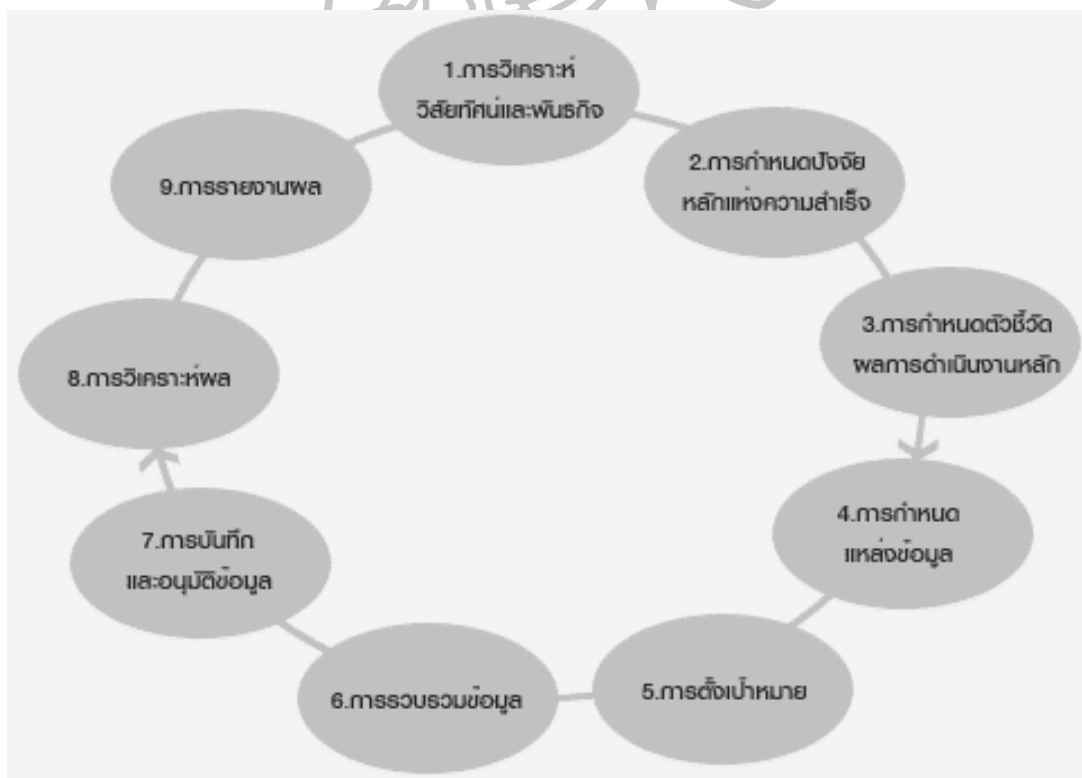 1.การวิเคราะห์
วิสัยทัศน์และพันธกิจ
2.การกำหนดปัจจัย
หลักแห่งความสำเร็จ
3.การกำหนดตัวชี้วัด
ผลการดำเนินงานหลัก
4.การกำหนด
แหล่งข้อมูล
5.การตั้งเป้าหมาย
6.การรวบรวมข้อมูล
7.การบันทึก
และอนุมัติข้อมูล
8.การวิเคราะห์ผล
9.การรายงานผล